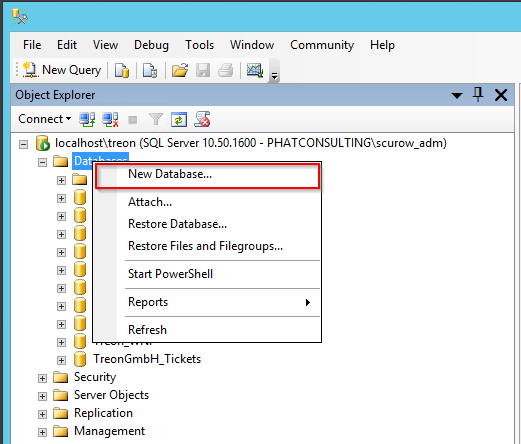 File Edit View Debug Tools Window Community Help
New Query
Object Explorer
Connect
localhost\treon (SQL Server 10.50.1600 - PHATCONSULTING\scurow_adm)
Databases
New Database...
Attach...
Restore Database...
Restore Files and Filegroups...
Start PowerShell
Reports
Refresh
TreonGmbH_Tickets
Security
Server Objects
Replication
Management